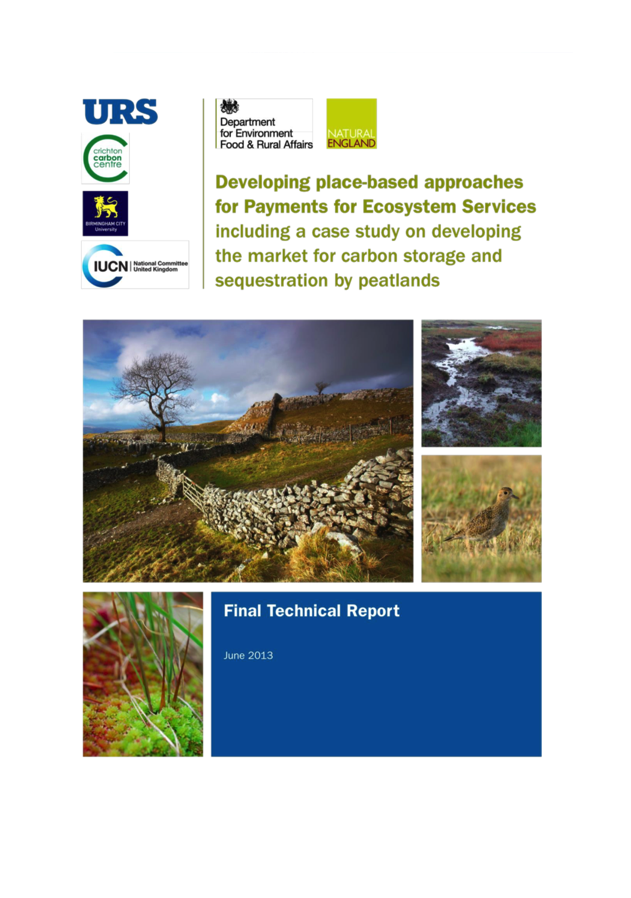 URS
crichton
carbon
centre
BIRMINGHAM CITY
University
IUCN
National Committee
United Kingdom
Department
for Environment
Food & Rural Affairs
NATURAL
ENGLAND
Developing place-based approaches
for Payments for Ecosystem Services
including a case study on developing
the market for carbon storage and
sequestration by peatlands
Final Technical Report
June 2013